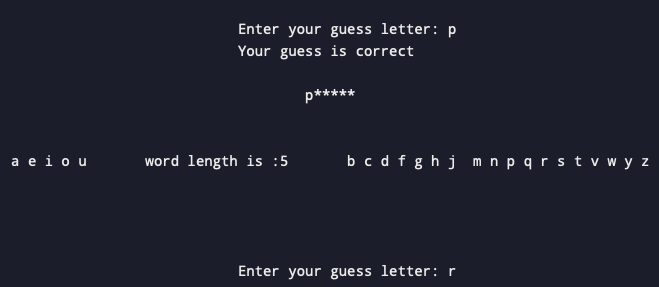 Enter your guess letter: p
Your guess is correct
p*****
a e i o u word length is :5 b c d f g h j m n p q r s t v w y z
Enter your guess letter: r